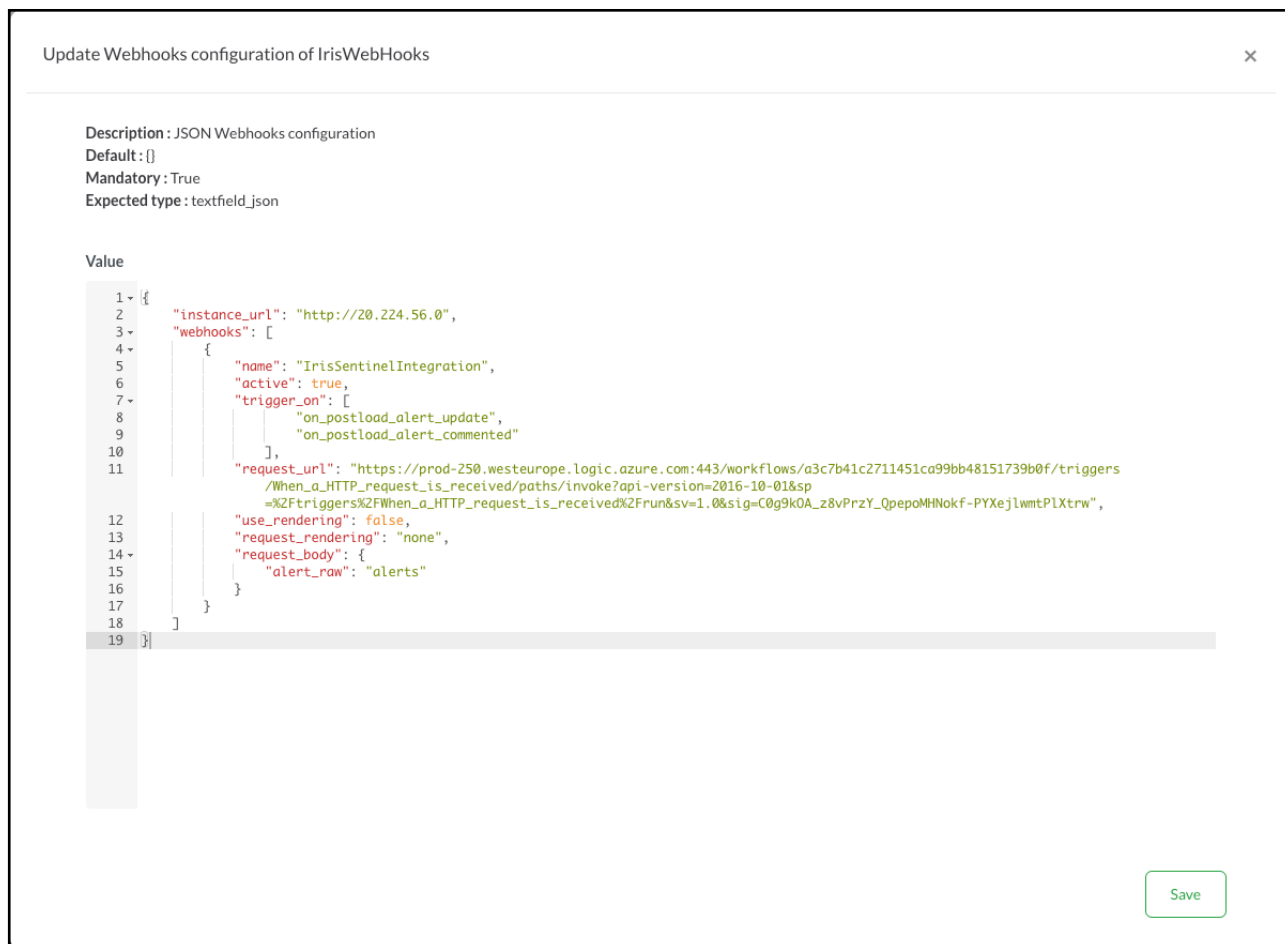 Update Webhooks configuration of IrisWebHooks ×
Description : JSON Webhooks configuration
Default : {}
Mandatory : True
Expected type : textfield_json
Value
1 {
2 "instance_url": "http://20.224.56.0",
3 "webhooks": [
4 {
5 "name": "IrisSentinelIntegration",
6 "active": true,
7 "trigger_on": [
8 "on_postload_alert_update",
9 "on_postload_alert_commented"
10 ],
11 "request_url": "https://prod-250.westeurope.logic.azure.com:443/workflows/a3c7b41c2711451ca99bb48151739b0f/triggers
/When_a_HTTP_request_is_received/paths/invoke?api-version=2016-10-01&sp
=%2Ftriggers%2FWhen_a_HTTP_request_is_received%2Frun&sv=1.0&sig=C0g9kOA_z8vPrzY_QpepoMHNokf-PYXejlwmtPlXtrw",
12 "use_rendering": false,
13 "request_rendering": "none",
14 "request_body": {
15 "alert_raw": "alerts"
16 }
17 }
18 ]
19 }
Save